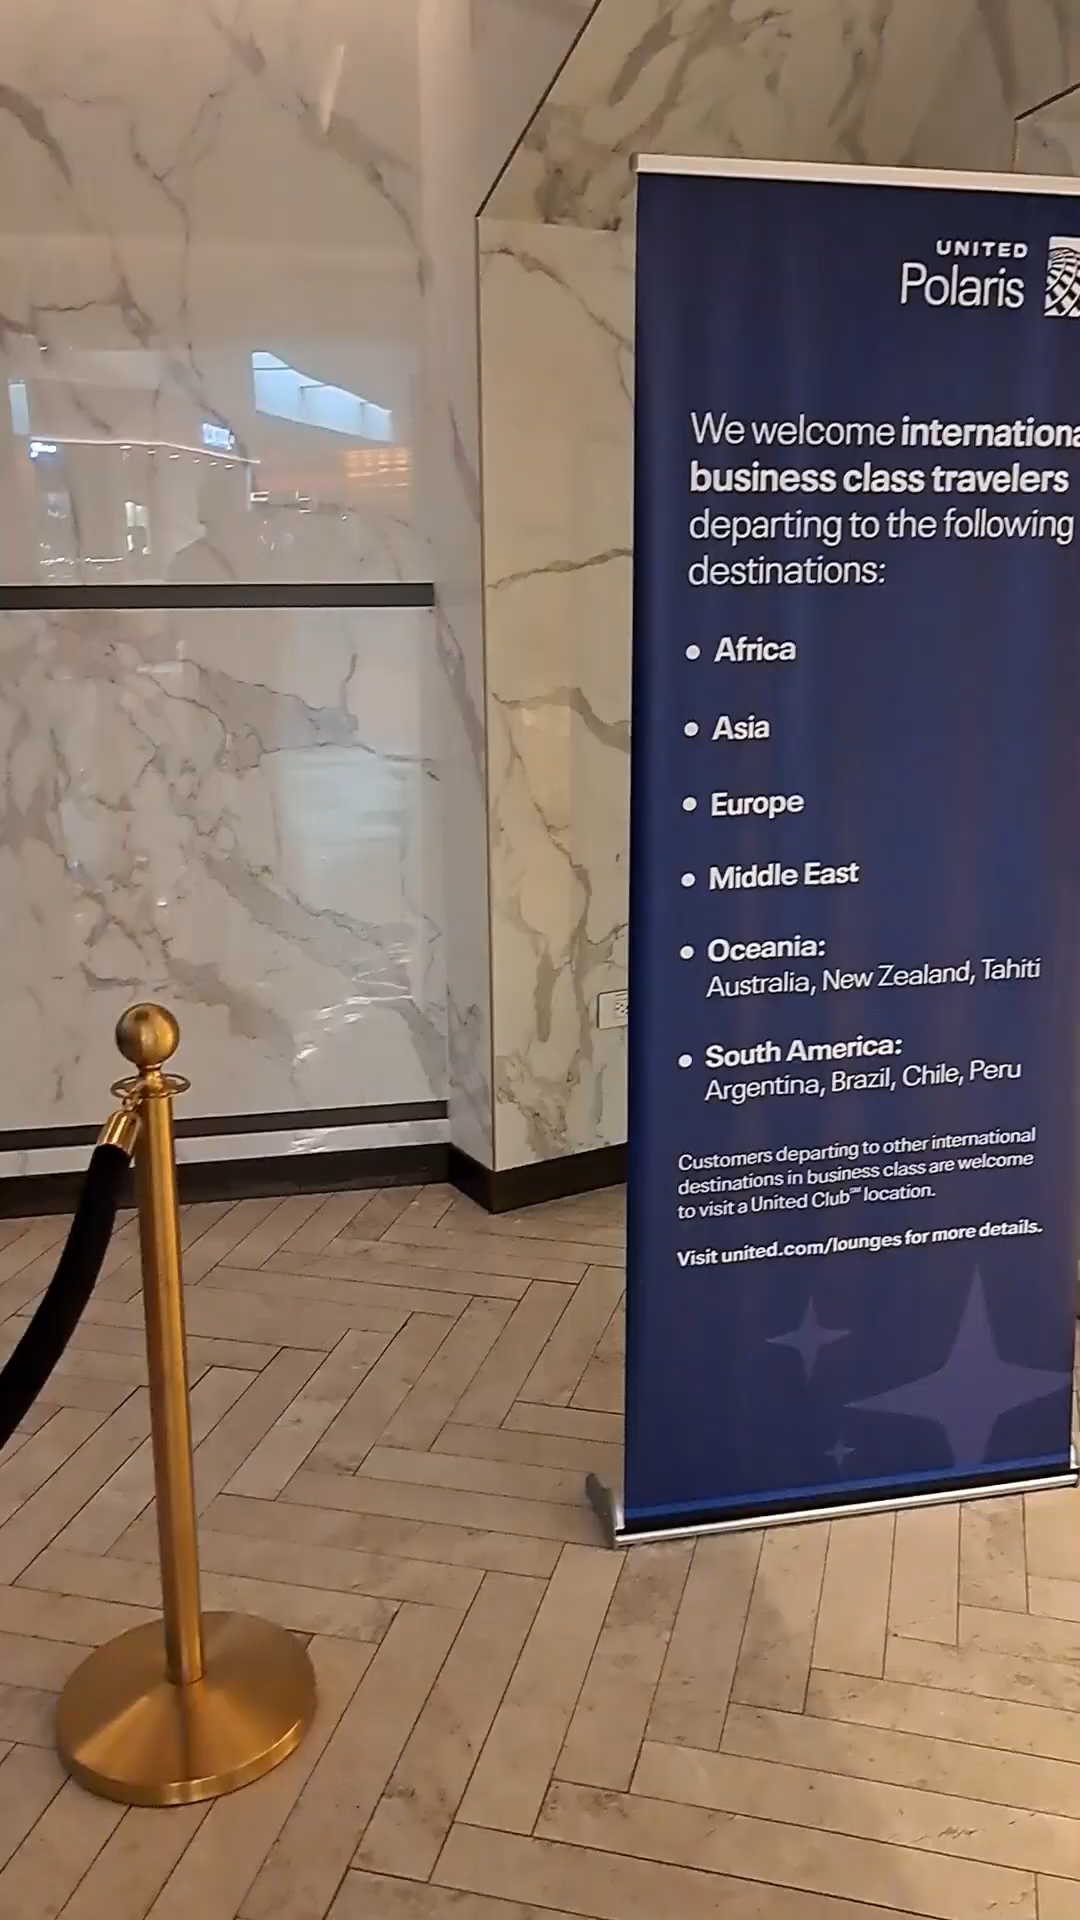 UNITED
Polaris
We welcome internationa
business class travelers
departing to the following
destinations:
• Africa
• Asia
• Europe
• Middle East
• Oceania:
Australia, New Zealand, Tahiti
• South America:
Argentina, Brazil, Chile, Peru
Customers departing to other international
destinations in business class are welcome
to visit a United Club℠ location.
Visit united.com/lounges for more details.